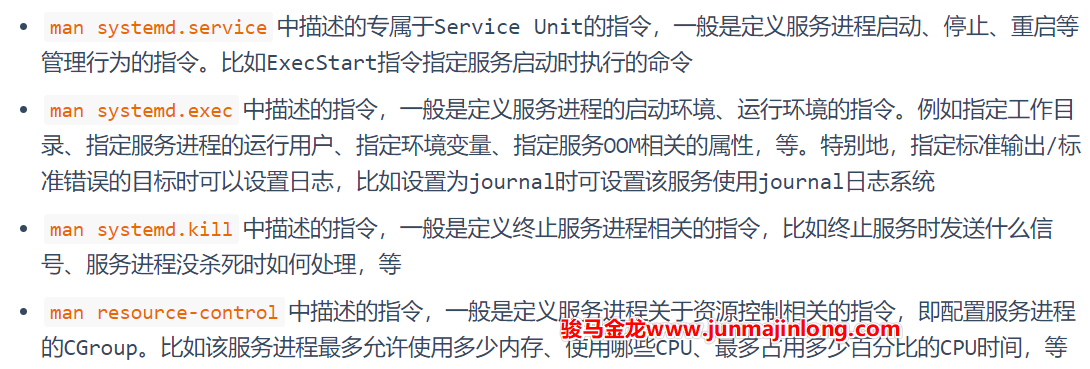 man systemd.service 中描述的专属于Service Unit的指令，一般是定义服务进程启动、停止、重启等
管理行为的指令。比如ExecStart指令指定服务启动时执行的命令
man systemd.exec 中描述的指令，一般是定义服务进程的启动环境、运行环境的指令。例如指定工作目
录、指定服务进程的运行用户、指定环境变量、指定服务OOM相关的属性，等。特别地，指定标准输出/标
准错误的目标时可以设置日志，比如设置为journal时可设置该服务使用journal日志系统
man systemd.kill 中描述的指令，一般是定义终止服务进程相关的指令，比如终止服务时发送什么信
号、服务进程没杀死时如何处理，等
man resource-control 中描述的指令，一般是定义服务进程关于资源控制相关的指令，即配置服务进程
骏马金龙www.junmajinlong.com
的CGroup。比如该服务进程最多允许使用多少内存、使用哪些CPU、最多占用多少百分比的CPU时间，等